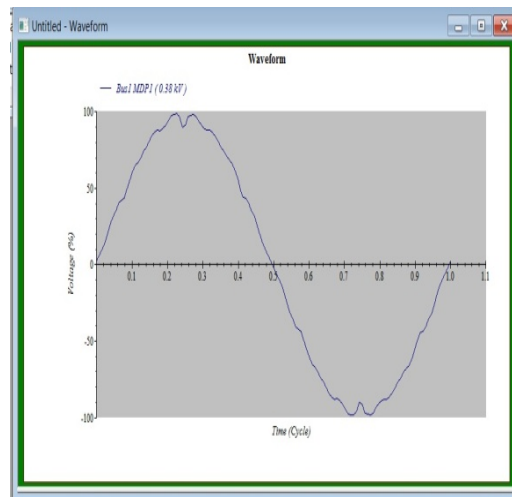 Untitled - Waveform
Waveform
Bus1 MDP1 ( 0.38 kV )
100
50
0
-50
-100
Voltage (%)
0.1 0.2 0.3 0.4 0.5 0.6 0.7 0.8 0.9 1.0 1.1
Time (Cycle)